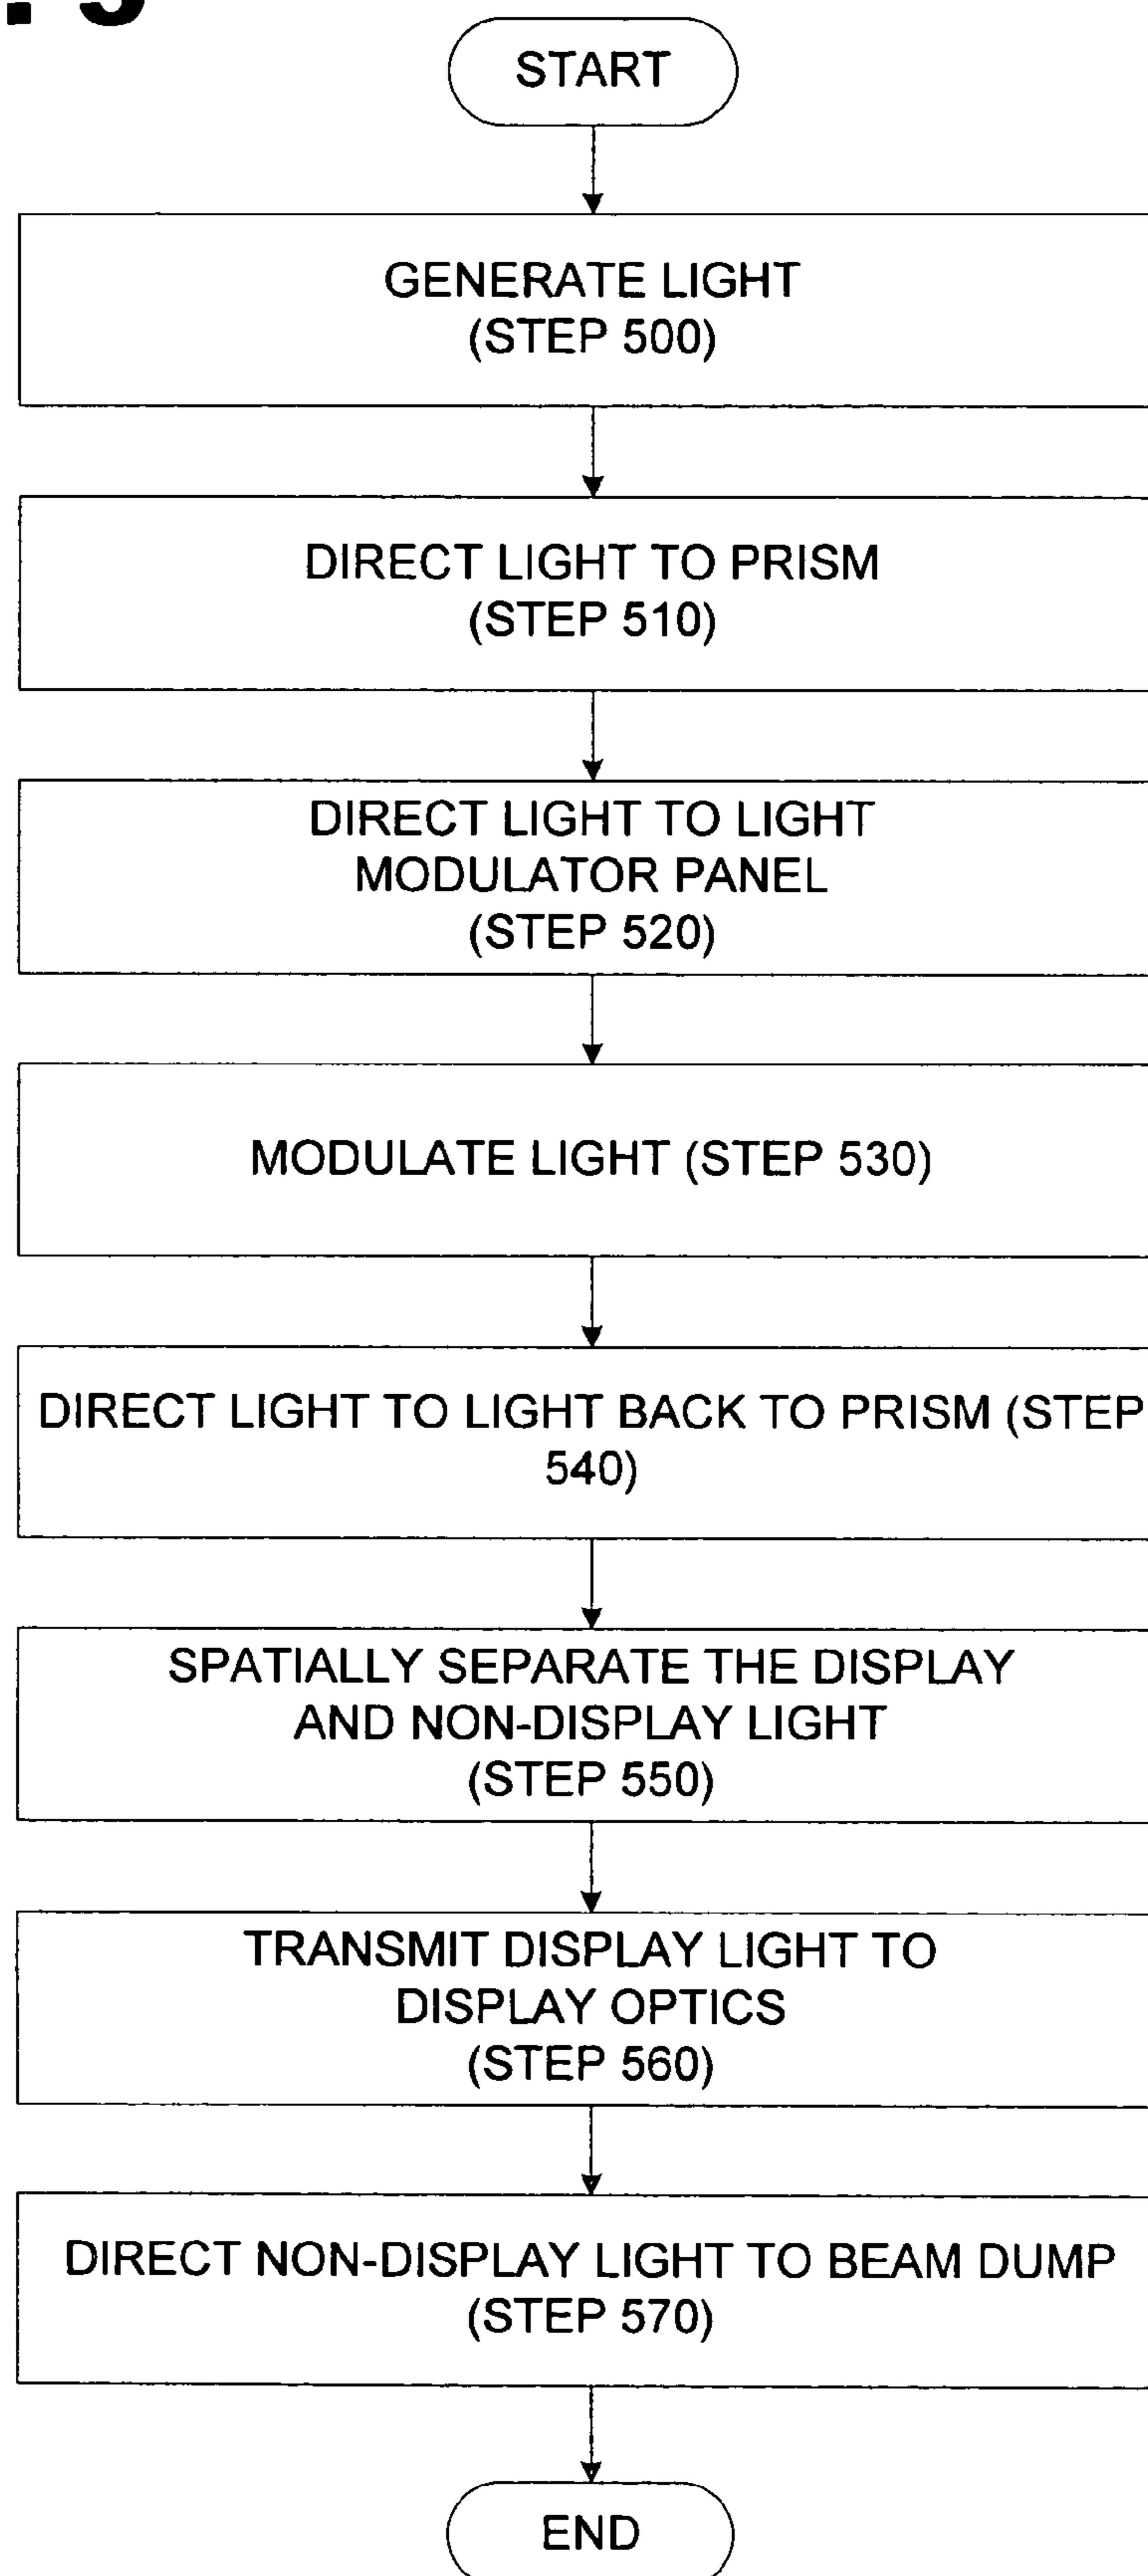 START
GENERATE LIGHT
(STEP 500)
DIRECT LIGHT TO PRISM
(STEP 510)
DIRECT LIGHT TO LIGHT
MODULATOR PANEL
(STEP 520)
MODULATE LIGHT (STEP 530)
DIRECT LIGHT TO LIGHT BACK TO PRISM (STEP
540)
SPATIALLY SEPARATE THE DISPLAY
AND NON-DISPLAY LIGHT
(STEP 550)
TRANSMIT DISPLAY LIGHT TO
DISPLAY OPTICS
(STEP 560)
DIRECT NON-DISPLAY LIGHT TO BEAM DUMP
(STEP 570)
END